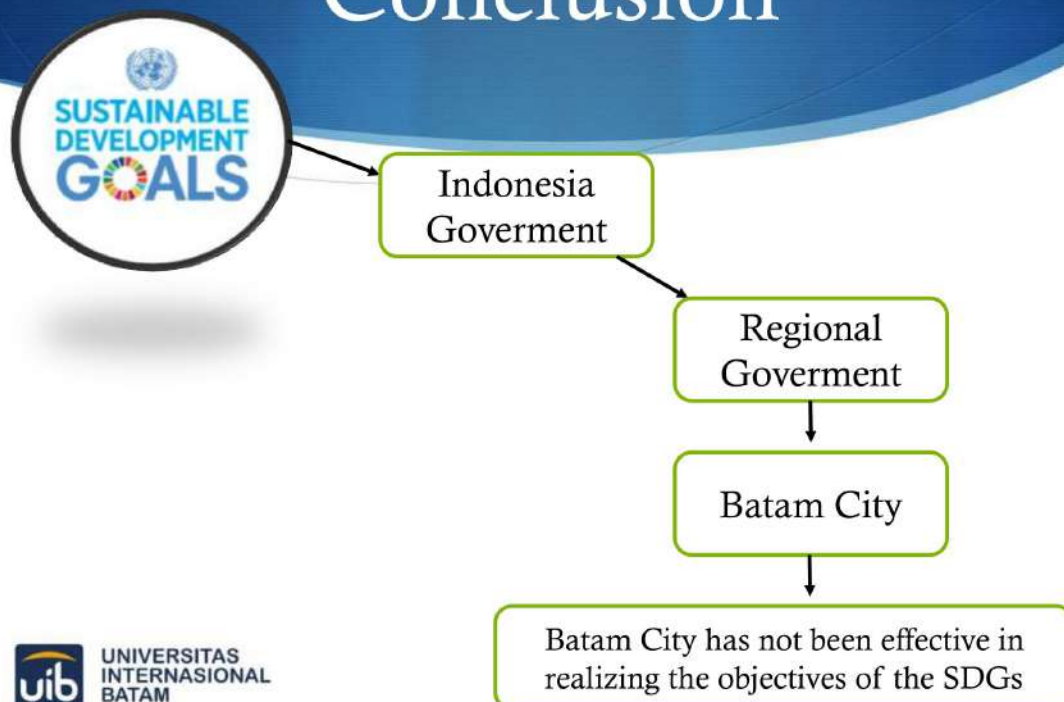 Conclusion
SUSTAINABLE
DEVELOPMENT
GOALS
Indonesia
Goverment
Regional
Goverment
Batam City
Batam City has not been effective in
realizing the objectives of the SDGs
uib
UNIVERSITAS
INTERNASIONAL
BATAM